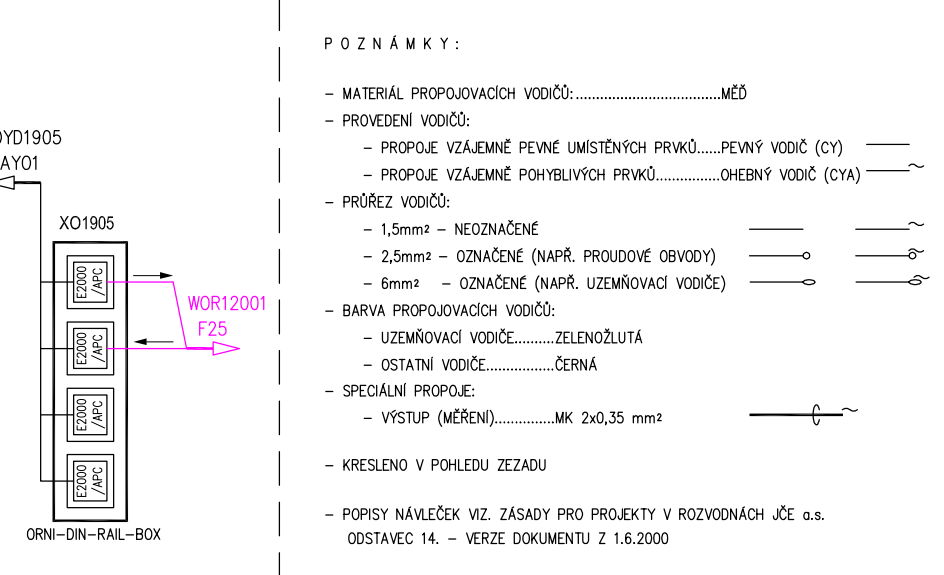 AY01
XO1905
E2000
/APC
E2000
/APC
E2000
/APC
E2000
/APC
WOR12001
F25
ORNI-DIN-RAIL-BOX
P O Z N Á M K Y :
- MATERIÁL PROPOJOVACÍCH VODIČŮ:....................................MĚĎ
- PROVEDENÍ VODIČŮ:
- PROPOJE VZÁJEMNĚ PEVNÉ UMÍSTĚNÝCH PRVKŮ......PEVNÝ VODIČ (CY)
- PROPOJE VZÁJEMNĚ POHYBLIVÝCH PRVKŮ................OHEBNÝ VODIČ (CYA)
- PRŮŘEZ VODIČŮ:
- 1,5mm² - NEOZNAČENÉ
- 2,5mm² - OZNAČENÉ (NAPŘ. PROUDOVÉ OBVODY)
- 6mm² - OZNAČENÉ (NAPŘ. UZEMŇOVACÍ VODIČE)
- BARVA PROPOJOVACÍCH VODIČŮ:
- UZEMŇOVACÍ VODIČE..........ZELENOŽLUTÁ
- OSTATNÍ VODIČE.................ČERNÁ
- SPECIÁLNÍ PROPOJE:
- VÝSTUP (MĚŘENÍ)...............MK 2x0,35 mm²
- KRESLENO V POHLEDU ZEZADU
- POPISY NÁVLEČEK VIZ. ZÁSADY PRO PROJEKTY V ROZVODNÁCH JČE a.s.
ODSTAVEC 14. - VERZE DOKUMENTU Z 1.6.2000